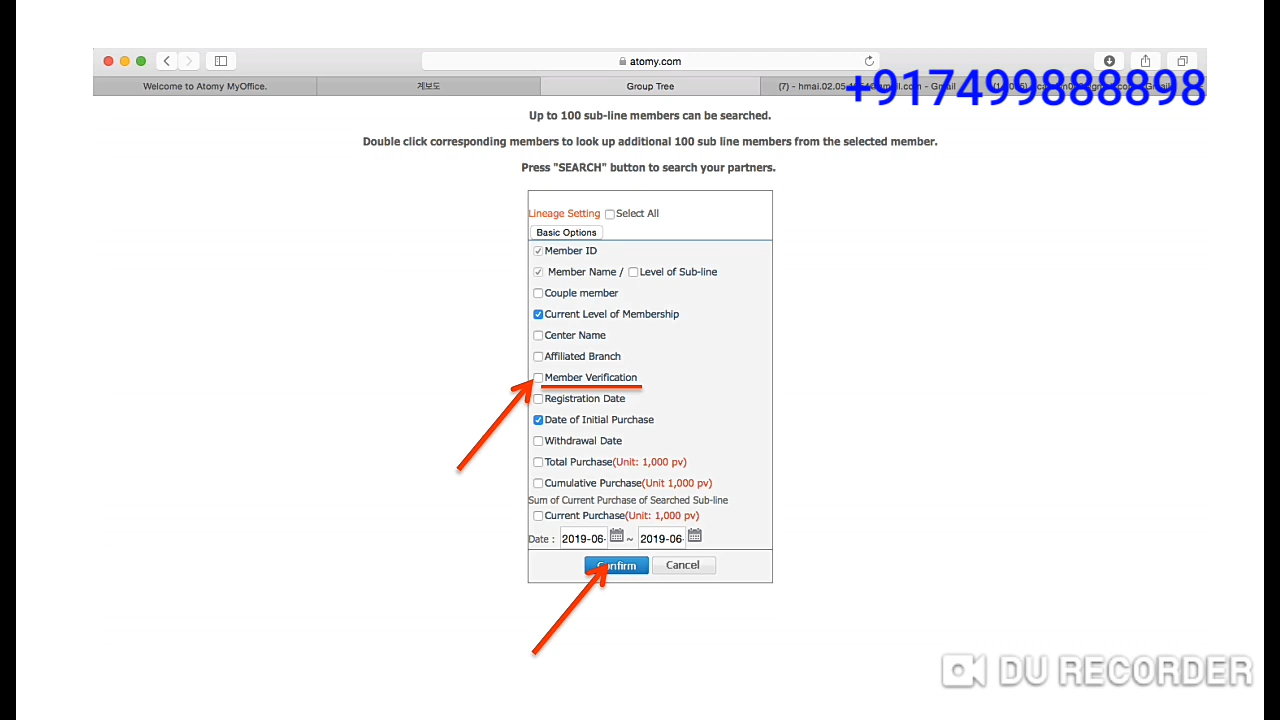 atomy.com
Welcome to Atomy MyOffice.
계보도
Group Tree
+917499888898
Up to 100 sub-line members can be searched.
Double click corresponding members to look up additional 100 sub line members from the selected member.
Press "SEARCH" button to search your partners.
Lineage Setting Select All
Basic Options
Member ID
Member Name / Level of Sub-line
Couple member
Current Level of Membership
Center Name
Affiliated Branch
Member Verification
Registration Date
Date of Initial Purchase
Withdrawal Date
Total Purchase(Unit: 1,000 pv)
Cumulative Purchase(Unit 1,000 pv)
Sum of Current Purchase of Searched Sub-line
Current Purchase(Unit: 1,000 pv)
Date : 2019-06- ~ 2019-06-
Confirm Cancel
DU RECORDER